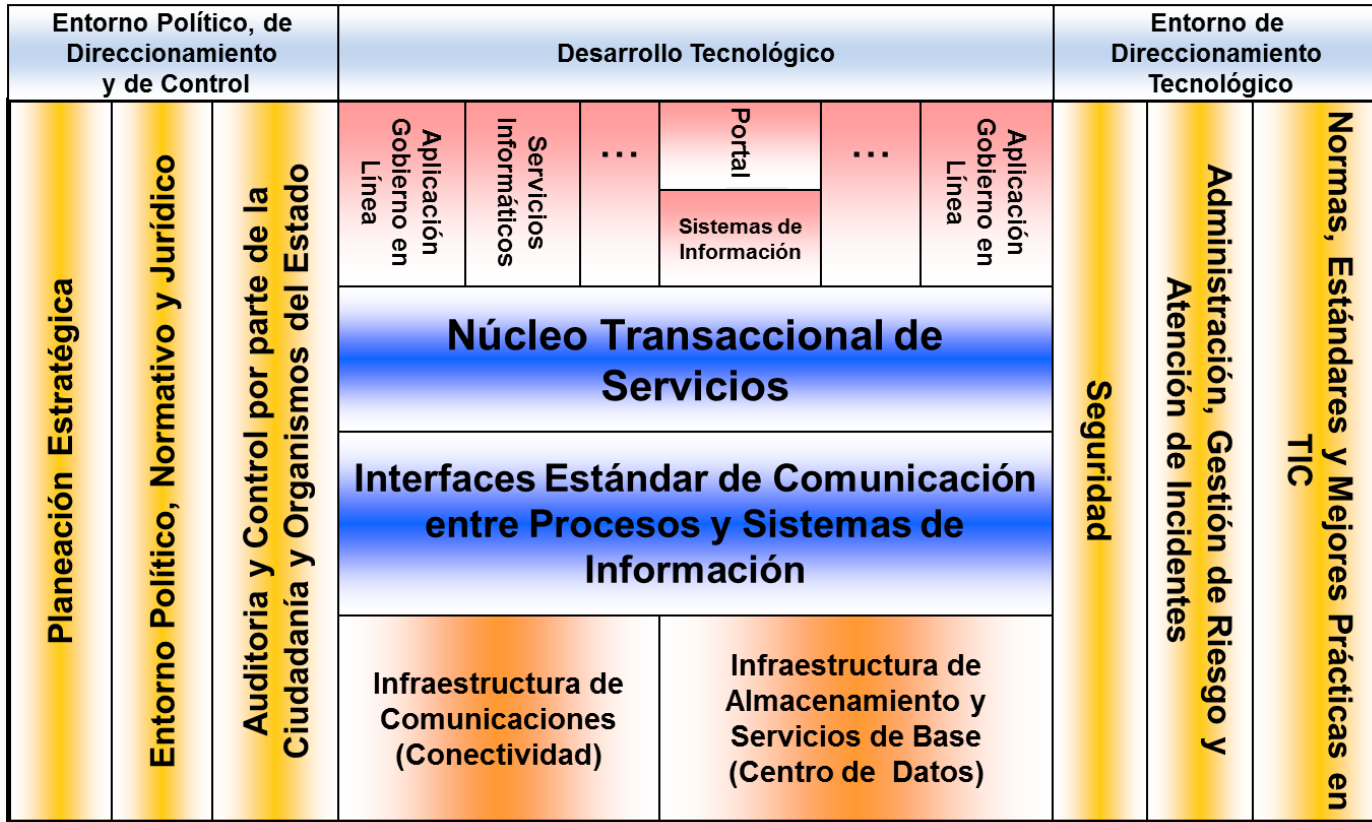 Entorno Político, de
Direccionamiento
y de Control
Desarrollo Tecnológico
Entorno de
Direccionamiento
Tecnológico
Planeación Estratégica
Entorno Político, Normativo y Jurídico
Auditoria y Control por parte de la
Ciudadanía y Organismos del Estado
Aplicación
Gobierno en
Línea
Servicios
Informáticos
...
Portal
Sistemas de
Información
...
Aplicación
Gobierno en
Línea
Núcleo Transaccional de
Servicios
Interfaces Estándar de Comunicación
entre Procesos y Sistemas de
Información
Infraestructura de
Comunicaciones
(Conectividad)
Infraestructura de
Almacenamiento y
Servicios de Base
(Centro de Datos)
Seguridad
Administración, Gestión de Riesgo y
Atención de Incidentes
Normas, Estándares y Mejores Prácticas en
TIC